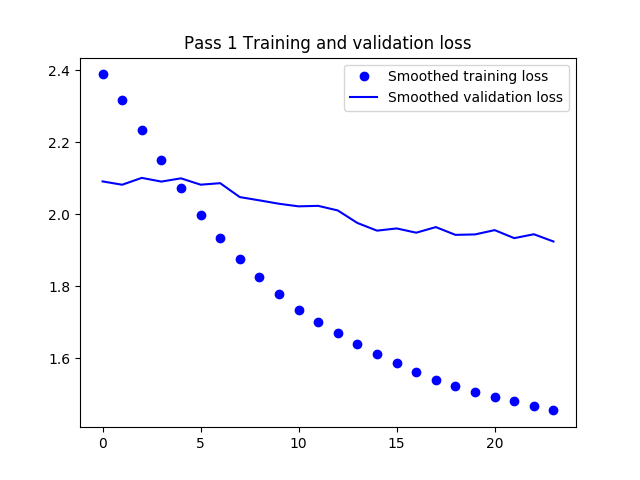 Pass 1 Training and validation loss
Smoothed training loss
Smoothed validation loss
2.4
2.2
2.0
1.8
1.6
0 5 10 15 20